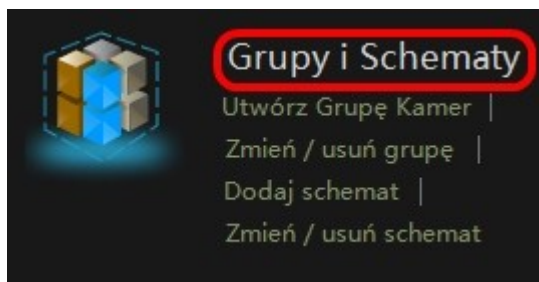 Grupy i Schematy
Utwórz Grupę Kamer |
Zmień / usuń grupę |
Dodaj schemat |
Zmień / usuń schemat